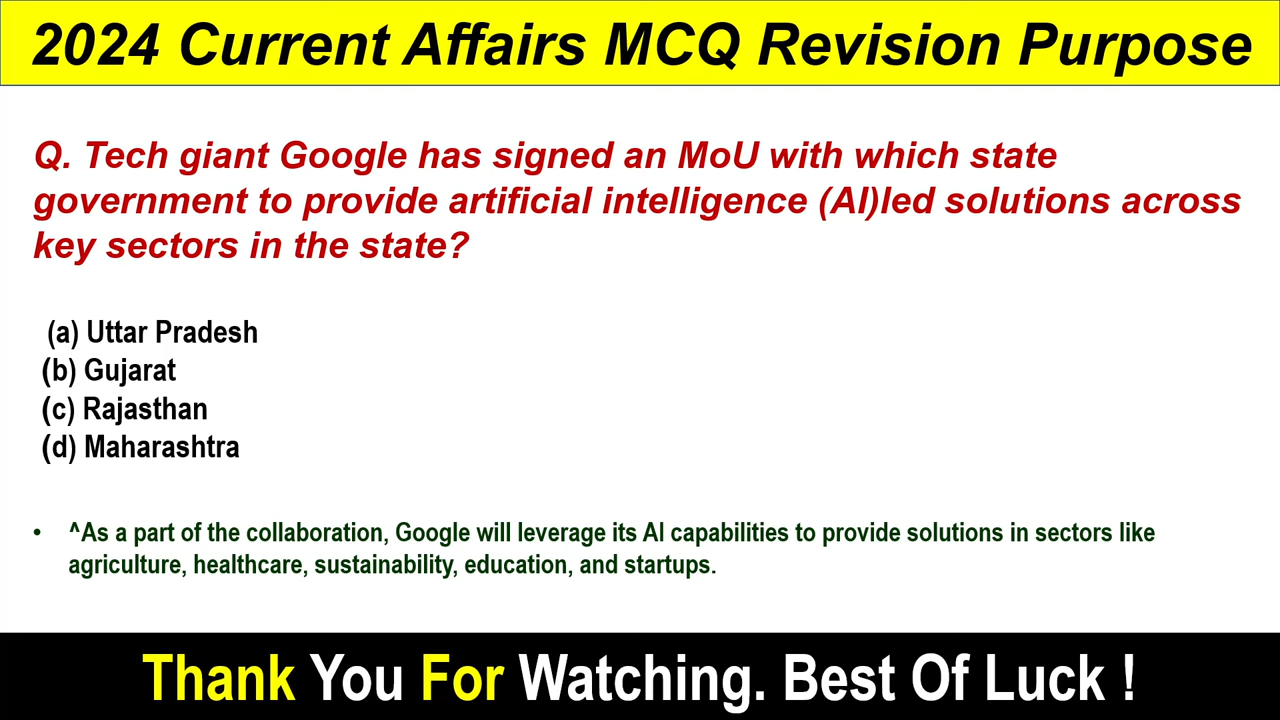 2024 Current Affairs MCQ Revision Purpose
Q. Tech giant Google has signed an MoU with which state
government to provide artificial intelligence (AI)led solutions across
key sectors in the state?
(a) Uttar Pradesh
(b) Gujarat
(c) Rajasthan
(d) Maharashtra
• ^As a part of the collaboration, Google will leverage its AI capabilities to provide solutions in sectors like
agriculture, healthcare, sustainability, education, and startups.
Thank You For Watching. Best Of Luck !